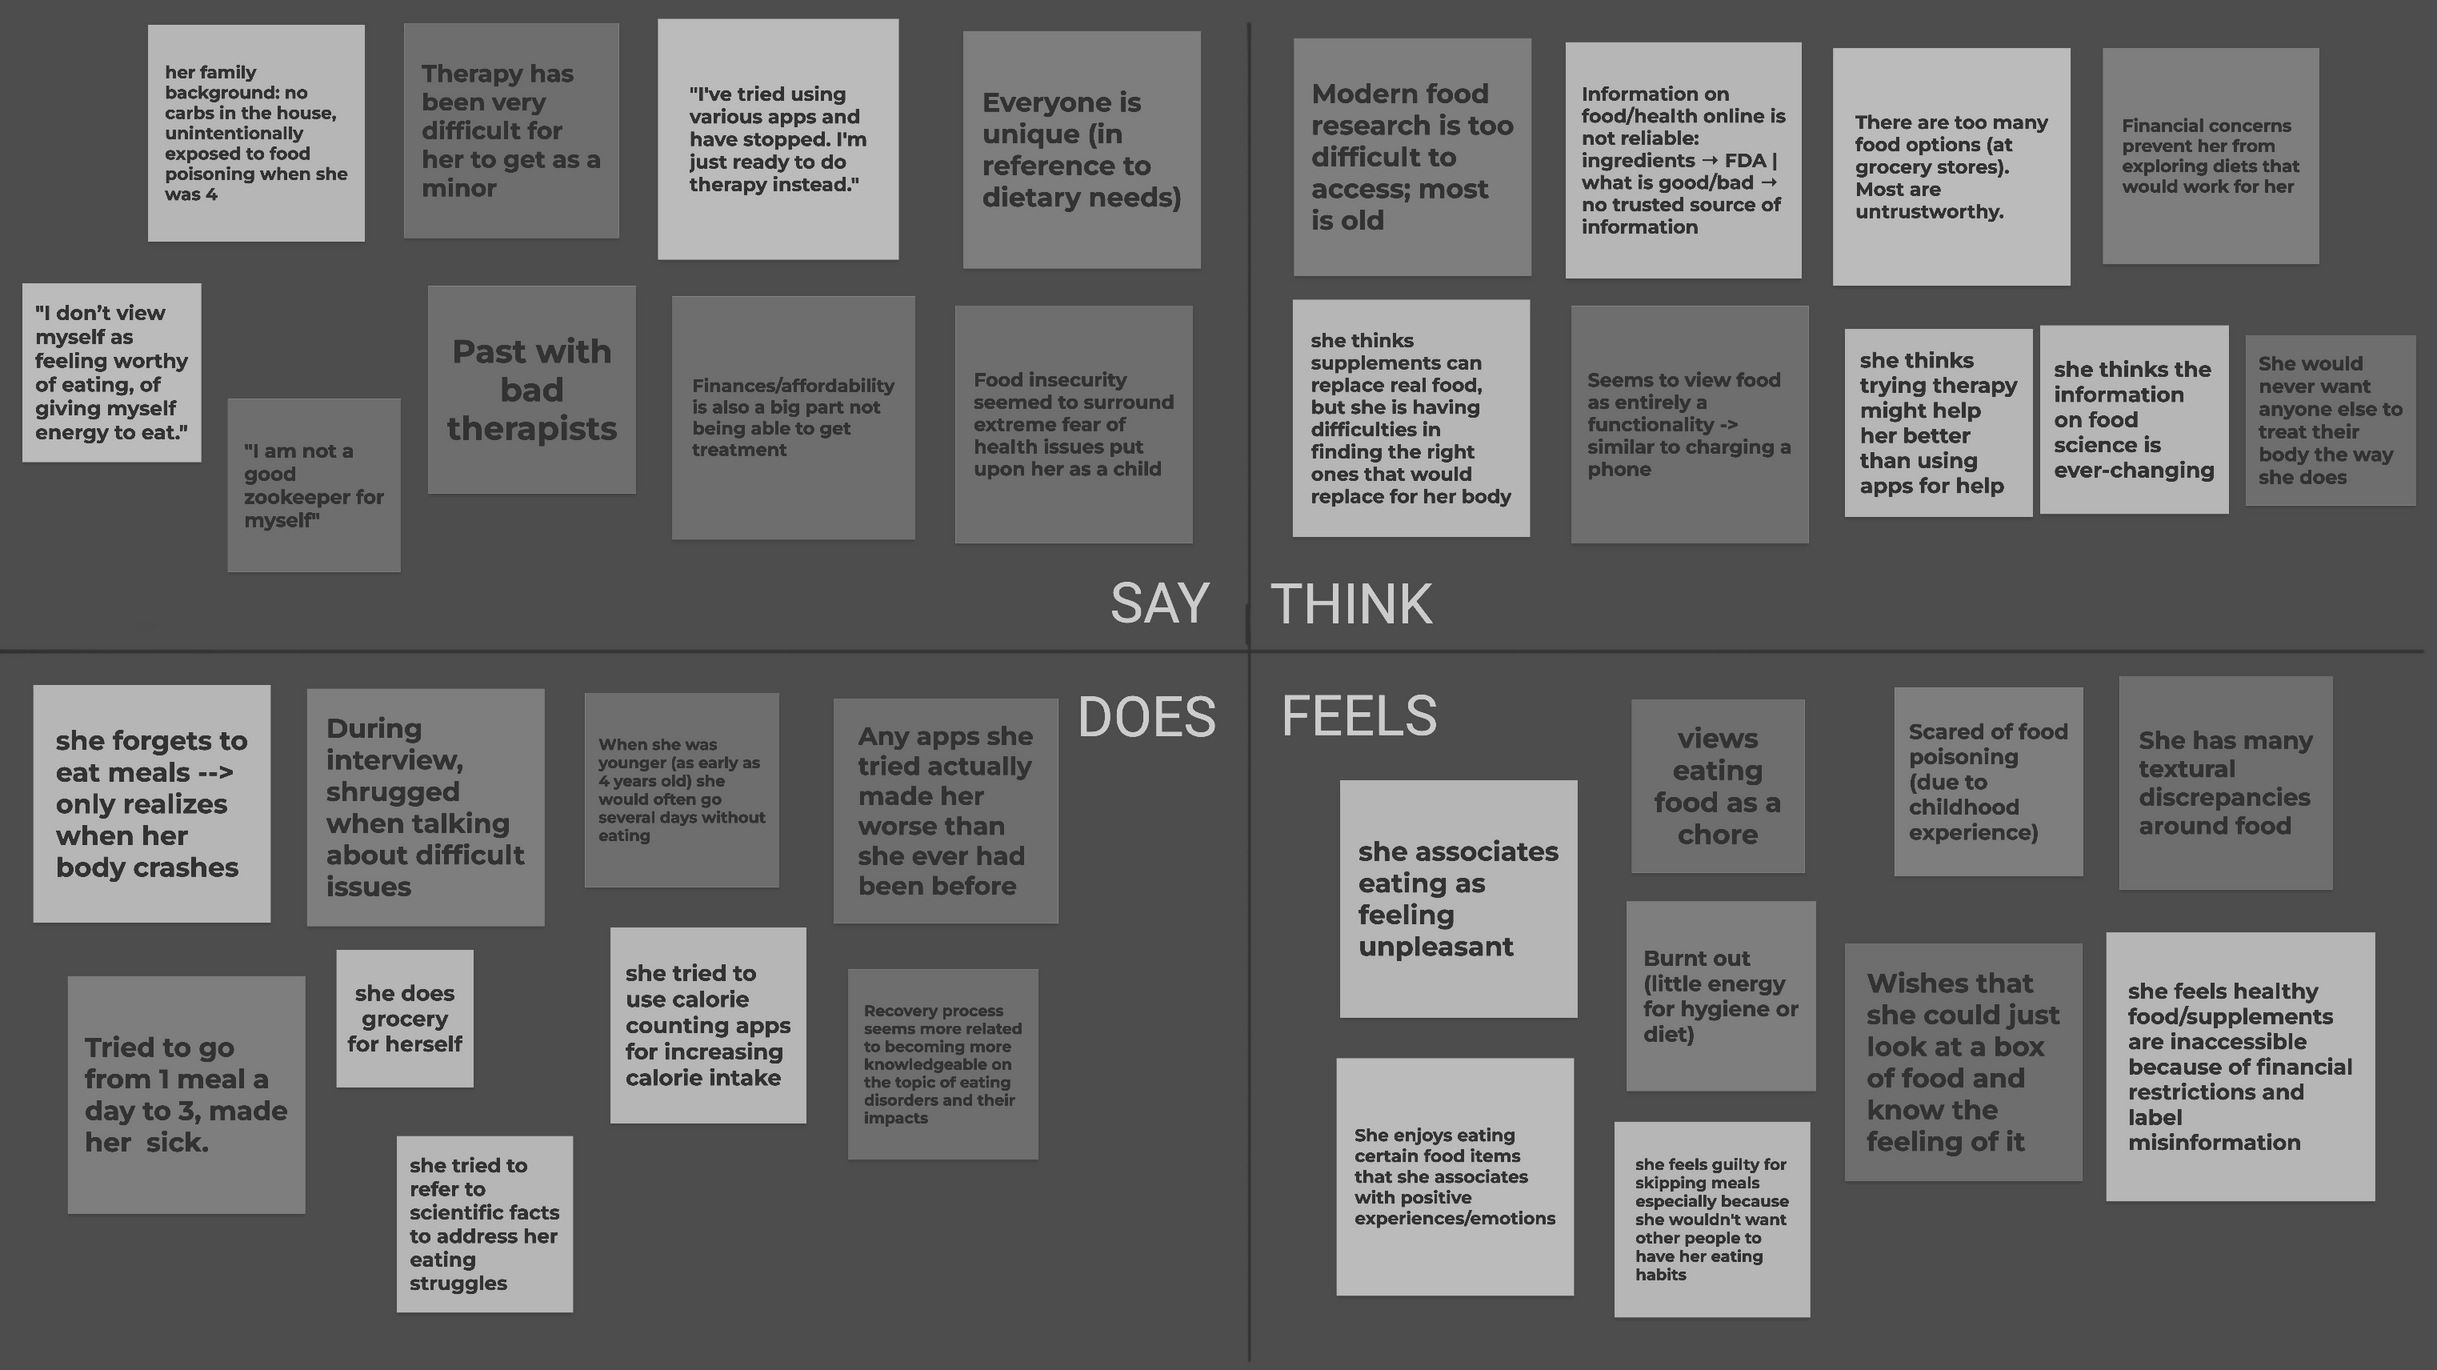 her family
background: no
carbs in the house,
unintentionally
exposed to food
poisoning when she
was 4
Therapy has
been very
difficult for
her to get as a
minor
"I've tried using
various apps and
have stopped. I'm
just ready to do
therapy instead."
Everyone is
unique (in
reference to
dietary needs)
"I don’t view
myself as
feeling worthy
of eating, of
giving myself
energy to eat."
"I am not a
good
zookeeper for
myself"
Past with
bad
therapists
Finances/affordability
is also a big part not
being able to get
treatment
Food insecurity
seemed to surround
extreme fear of
health issues put
upon her as a child
SAY
Modern food
research is too
difficult to
access; most
is old
Information on
food/health online is
not reliable:
ingredients → FDA |
what is good/bad →
no trusted source of
information
There are too many
food options (at
grocery stores).
Most are
untrustworthy.
Financial concerns
prevent her from
exploring diets that
would work for her
she thinks
supplements can
replace real food,
but she is having
difficulties in
finding the right
ones that would
replace for her body
Seems to view food
as entirely a
functionality ->
similar to charging a
phone
she thinks
trying therapy
might help
her better
than using
apps for help
she thinks the
information
on food
science is
ever-changing
She would
never want
anyone else to
treat their
body the way
she does
THINK
DOES
she forgets to
eat meals -->
only realizes
when her
body crashes
During
interview,
shrugged
when talking
about difficult
issues
When she was
younger (as early as
4 years old) she
would often go
several days without
eating
Any apps she
tried actually
made her
worse than
she ever had
been before
Tried to go
from 1 meal a
day to 3, made
her  sick.
she does
grocery
for herself
she tried to
use calorie
counting apps
for increasing
calorie intake
Recovery process
seems more related
to becoming more
knowledgeable on
the topic of eating
disorders and their
impacts
she tried to
refer to
scientific facts
to address her
eating
struggles
FEELS
she associates
eating as
feeling
unpleasant
views
eating
food as a
chore
Scared of food
poisoning
(due to
childhood
experience)
She has many
textural
discrepancies
around food
Burnt out
(little energy
for hygiene or
diet)
Wishes that
she could just
look at a box
of food and
know the
feeling of it
she feels healthy
food/supplements
are inaccessible
because of financial
restrictions and
label
misinformation
She enjoys eating
certain food items
that she associates
with positive
experiences/emotions
she feels guilty for
skipping meals
especially because
she wouldn't want
other people to
have her eating
habits